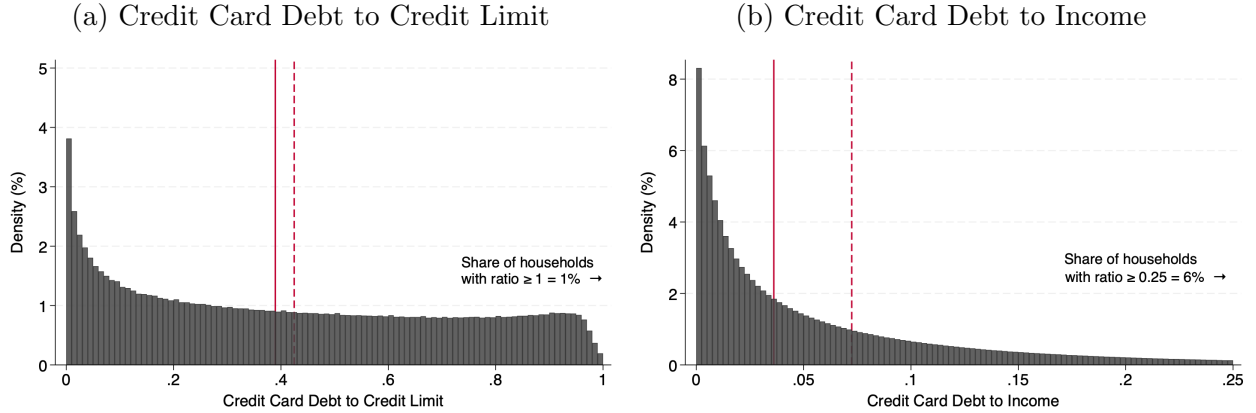 (a) Credit Card Debt to Credit Limit
5
4
3
2
1
0
Density (%)
Share of households
with ratio ≥ 1 = 1% →
0 .2 .4 .6 .8 1
Credit Card Debt to Credit Limit
(b) Credit Card Debt to Income
8
6
4
2
0
Density (%)
Share of households
with ratio ≥ 0.25 = 6% →
0 .05 .1 .15 .2 .25
Credit Card Debt to Income